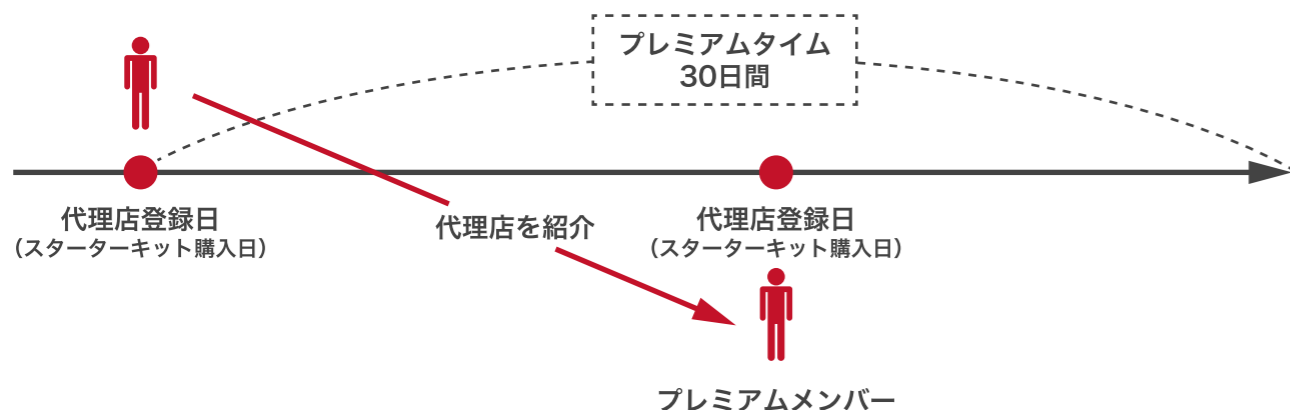 プレミアムタイム
30日間
代理店登録日
（スターターキット購入日）
代理店を紹介
代理店登録日
（スターターキット購入日）
プレミアムメンバー